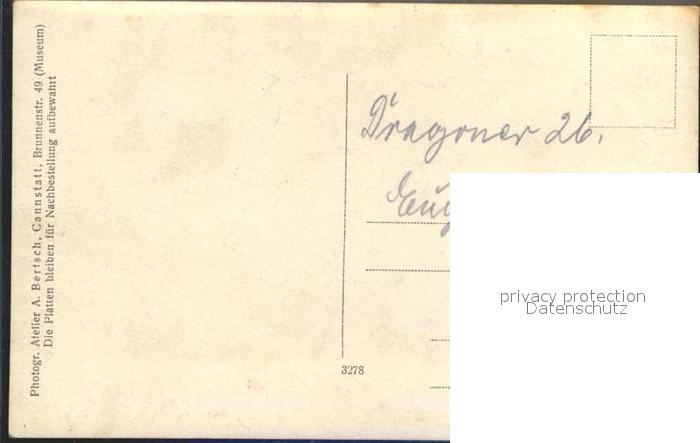 Photogr. Atelier A. Bertsch, Cannstatt, Brunnenstr. 49 (Museum)
Die Platten bleiben für Nachbestellung aufbewahrt
Dragoner 26.
3278
privacy protection
Datenschutz